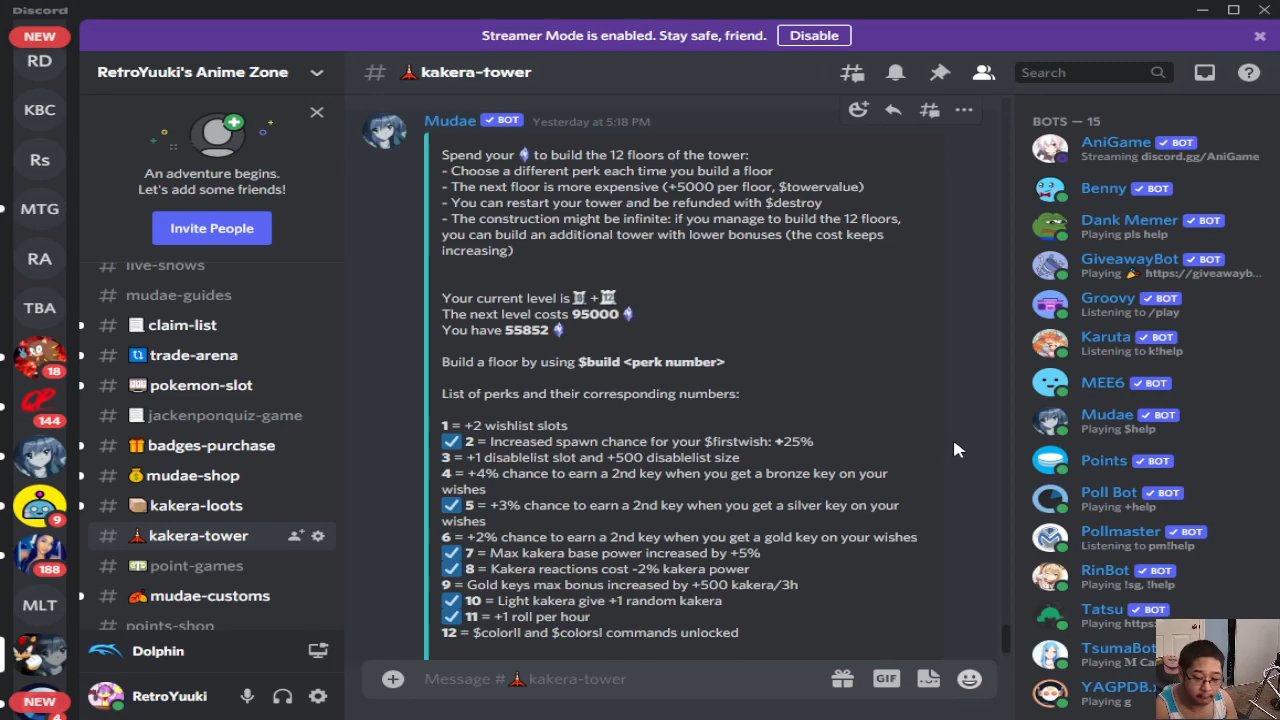 Discord
NEW
RD
KBC
Rs
MTG
RA
TBA
18
144
9
188
MLT
NEW
Streamer Mode is enabled. Stay safe, friend.
Disable
RetroYuuki's Anime Zone
An adventure begins.
Let's add some friends!
Invite People
live-shows
mudae-guides
claim-list
trade-arena
pokemon-slot
jackenponquiz-game
badges-purchase
mudae-shop
kakera-loots
kakera-tower
point-games
mudae-customs
points-shop
Dolphin
RetroYuuki
kakera-tower
Search
Mudae BOT Yesterday at 5:18 PM
Spend your to build the 12 floors of the tower:
- Choose a different perk each time you build a floor
- The next floor is more expensive (+5000 per floor, $towervalue)
- You can restart your tower and be refunded with $destroy
- The construction might be infinite: if you manage to build the 12 floors,
you can build an additional tower with lower bonuses (the cost keeps
increasing)
Your current level is +
The next level costs 95000
You have 55852
Build a floor by using $build <perk number>
List of perks and their corresponding numbers:
1 = +2 wishlist slots
2 = Increased spawn chance for your $firstwish: +25%
3 = +1 disablelist slot and +500 disablelist size
4 = +4% chance to earn a 2nd key when you get a bronze key on your
wishes
5 = +3% chance to earn a 2nd key when you get a silver key on your
wishes
6 = +2% chance to earn a 2nd key when you get a gold key on your wishes
7 = Max kakera base power increased by +5%
8 = Kakera reactions cost -2% kakera power
9 = Gold keys max bonus increased by +500 kakera/3h
10 = Light kakera give +1 random kakera
11 = +1 roll per hour
12 = $colorll and $colorsl commands unlocked
Message # kakera-tower
GIF
BOTS — 15
AniGame BOT
Streaming discord.gg/AniGame
Benny BOT
Dank Memer BOT
Playing pls help
GiveawayBot BOT
Playing https://giveawayb...
Groovy BOT
Listening to /play
Karuta BOT
Listening to k!help
MEE6 BOT
Mudae BOT
Playing $help
Points BOT
Poll Bot BOT
Playing +help
Pollmaster BOT
Listening to pm!help
RinBot BOT
Playing !sg, !help
Tatsu BOT
Playing https:
TsumaBot
Playing M Ca
YAGPDB.x
Playing g